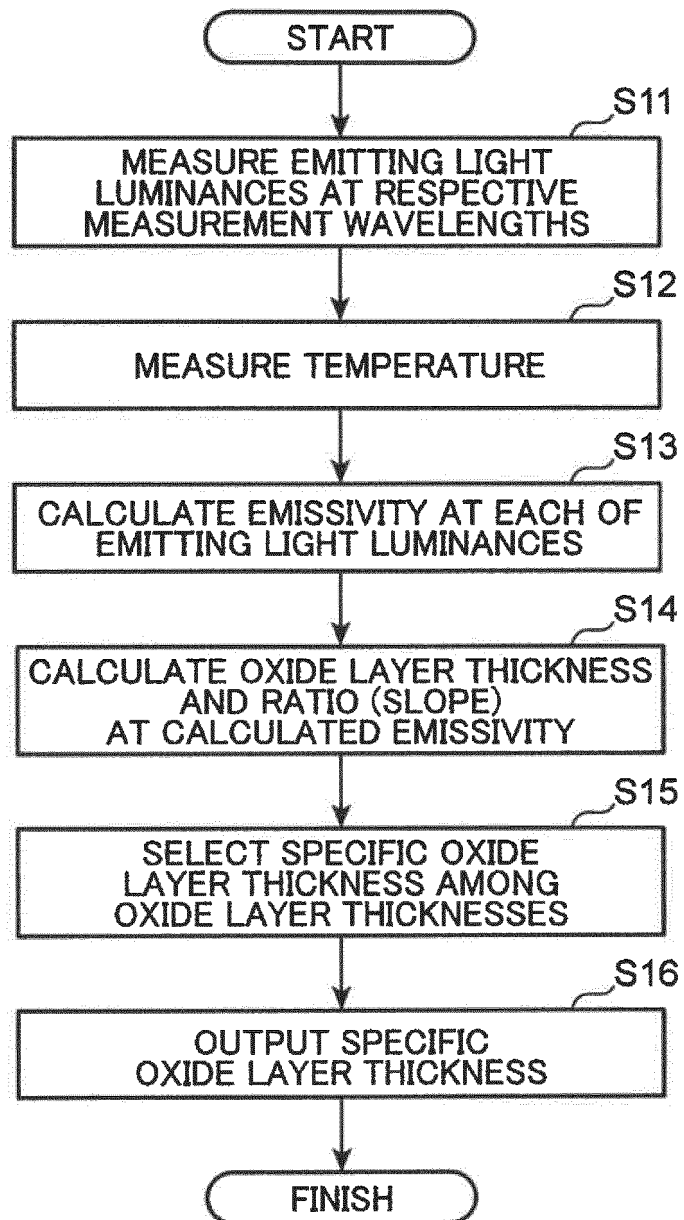 START
S11
MEASURE EMITTING LIGHT
LUMINANCES AT RESPECTIVE
MEASUREMENT WAVELENGTHS
S12
MEASURE TEMPERATURE
S13
CALCULATE EMISSIVITY AT EACH OF
EMITTING LIGHT LUMINANCES
S14
CALCULATE OXIDE LAYER THICKNESS
AND RATIO (SLOPE)
AT CALCULATED EMISSIVITY
S15
SELECT SPECIFIC OXIDE
LAYER THICKNESS AMONG
OXIDE LAYER THICKNESSES
S16
OUTPUT SPECIFIC
OXIDE LAYER THICKNESS
FINISH